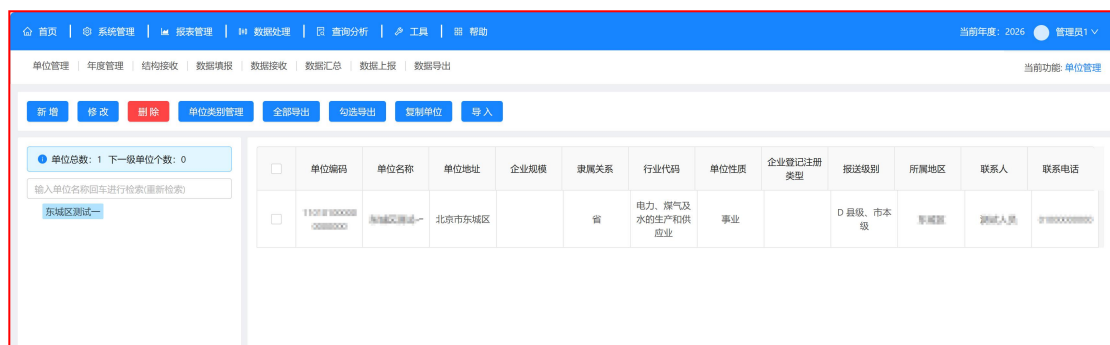 首页 系统管理 报表管理 数据处理 查询分析 工具 帮助 当前年度：2026 管理员1
单位管理 年度管理 结构接收 数据填报 数据接收 数据汇总 数据上报 数据导出 当前功能: 单位管理
新增 修改 删除 单位类别管理 全部导出 勾选导出 复制单位 导入
单位总数：1 下一级单位个数：0
输入单位名称回车进行检索(重新检索)
东城区测试一
单位编码 单位名称 单位地址 企业规模 隶属关系 行业代码 单位性质 企业登记注册类型 报送级别 所属地区 联系人 联系电话
北京市东城区 省 电力、煤气及水的生产和供应业 事业 D 县级、市本级